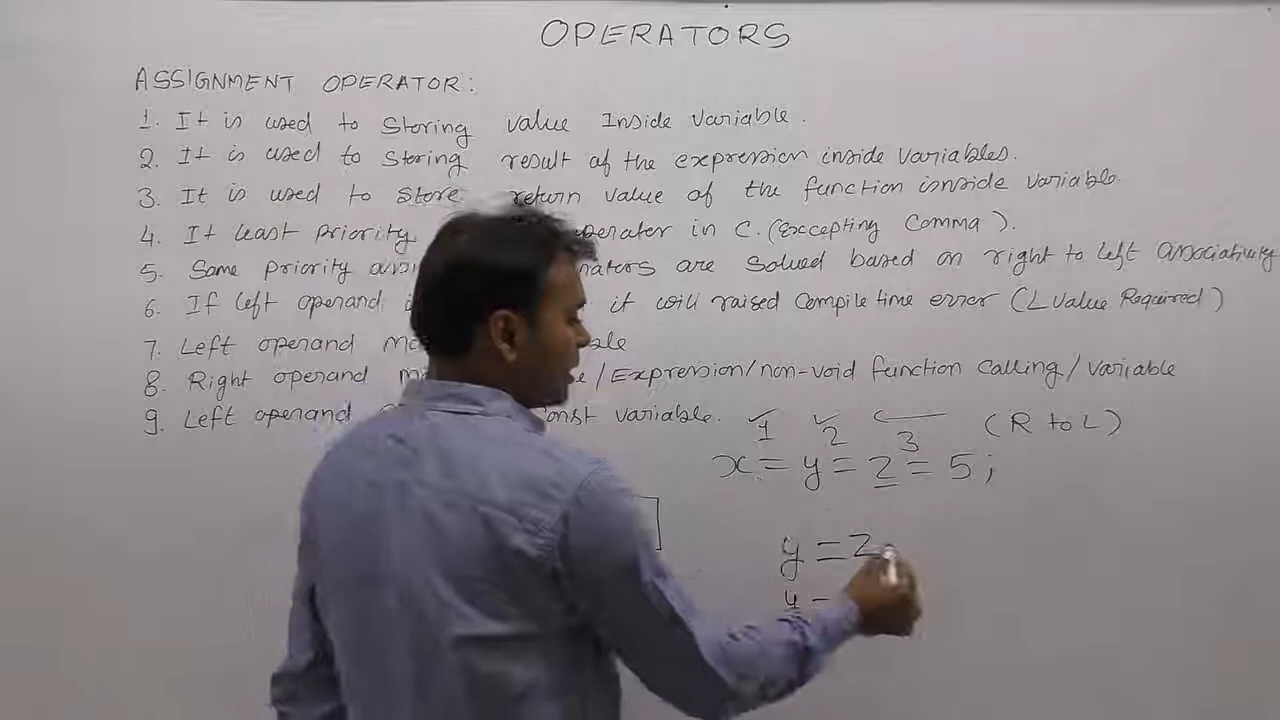 OPERATORS
ASSIGNMENT OPERATOR:
1. It is used to Storing value Inside variable.
2. It is used to Storing result of the expression inside variables.
3. It is used to Store return value of the function inside variable.
4. It least priority operator in C. (Excepting Comma).
5. Same priority are solved based on right to left associativity
6. If left operand it will raised Compile time error (L value Required)
7. Left operand
8. Right operand /Expression/non-void function calling/variable
9. Left operand const variable.
1 2 3 (R to L)
x = y = 2 = 5;
y = 2
y =